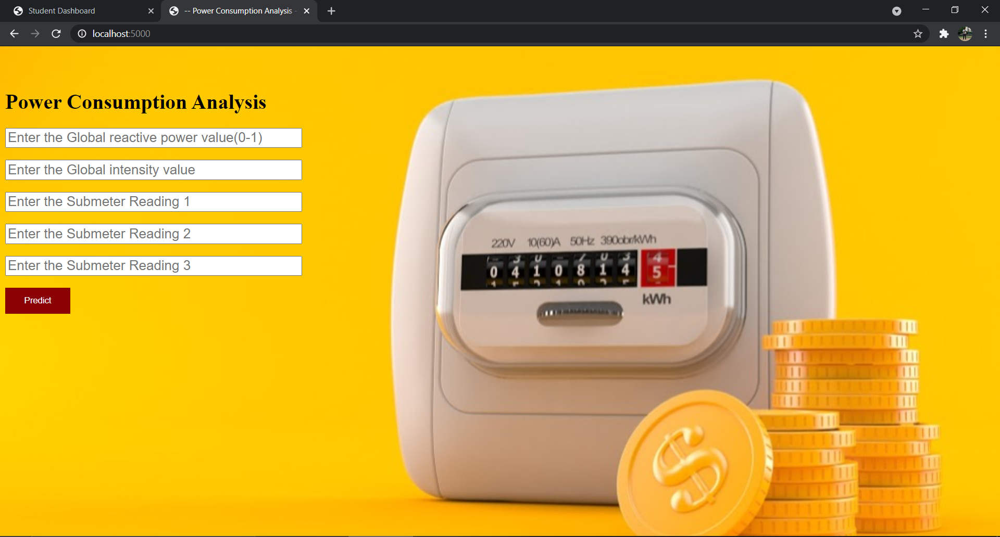 Student Dashboard
-- Power Consumption Analysis -
localhost:5000
Power Consumption Analysis
Enter the Global reactive power value(0-1)
Enter the Global intensity value
Enter the Submeter Reading 1
Enter the Submeter Reading 2
Enter the Submeter Reading 3
Predict
220V 10(60)A 50Hz 390obr/kWh
0 4 1 0 8 1 4 5
kWh
$